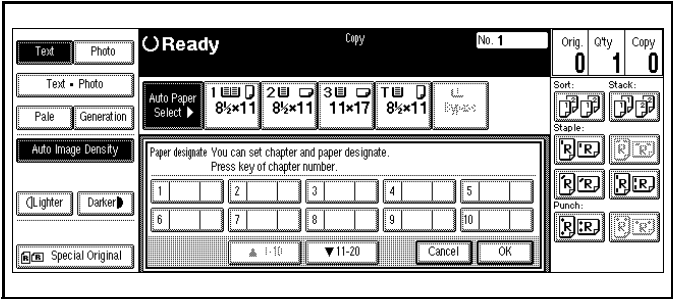 Text Photo
Text • Photo
Pale Generation
Auto Image Density
Lighter Darker
Special Original
Ready
Copy
No. 1
Auto Paper Select ▶
1 8½×11
2 8½×11
3 11×17
T 8½×11
Bypass
Paper designate You can set chapter and paper designate.
Press key of chapter number.
1 2 3 4 5
6 7 8 9 10
▲ 1-10 ▼11-20 Cancel OK
Orig. Q'ty Copy
0 1 0
Sort: Stack:
Staple:
Punch: